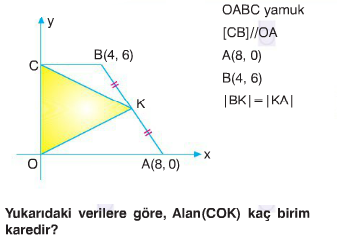 y
OABC yamuk
[CB]//OA
A(8, 0)
B(4, 6)
|BK|=|KA|
B(4, 6)
C
K
O
A(8, 0)
x
Yukarıdaki verilere göre, Alan(COK) kaç birim
karedir?